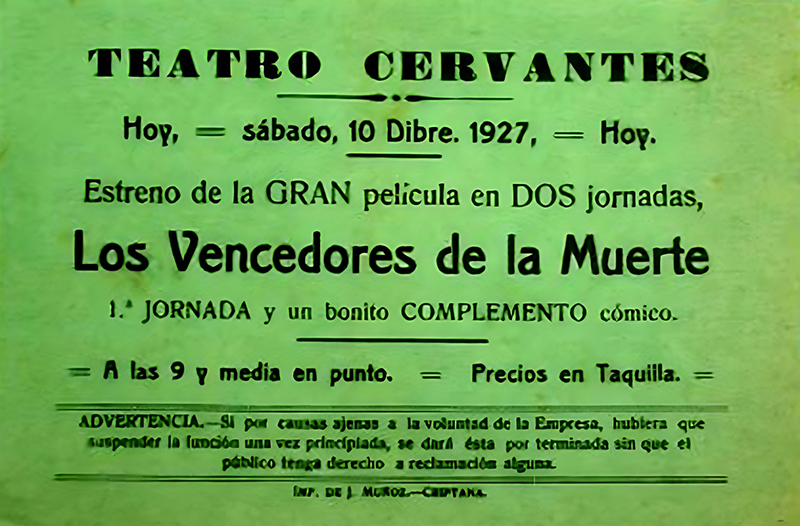 TEATRO CERVANTES
Hoy, = sábado, 10 Dibre. 1927, = Hoy.
Estreno de la GRAN película en DOS jornadas,
Los Vencedores de la Muerte
1.ª JORNADA y un bonito COMPLEMENTO cómico.
= A las 9 y media en punto. = Precios en Taquilla. =
ADVERTENCIA.—Si por causas ajenas a la voluntad de la Empresa, hubiera que
suspender la función una vez principiada, se dará ésta por terminada sin que el
público tenga derecho a reclamación alguna.
IMP. DE J. MUÑOZ.—CRIPTANA.